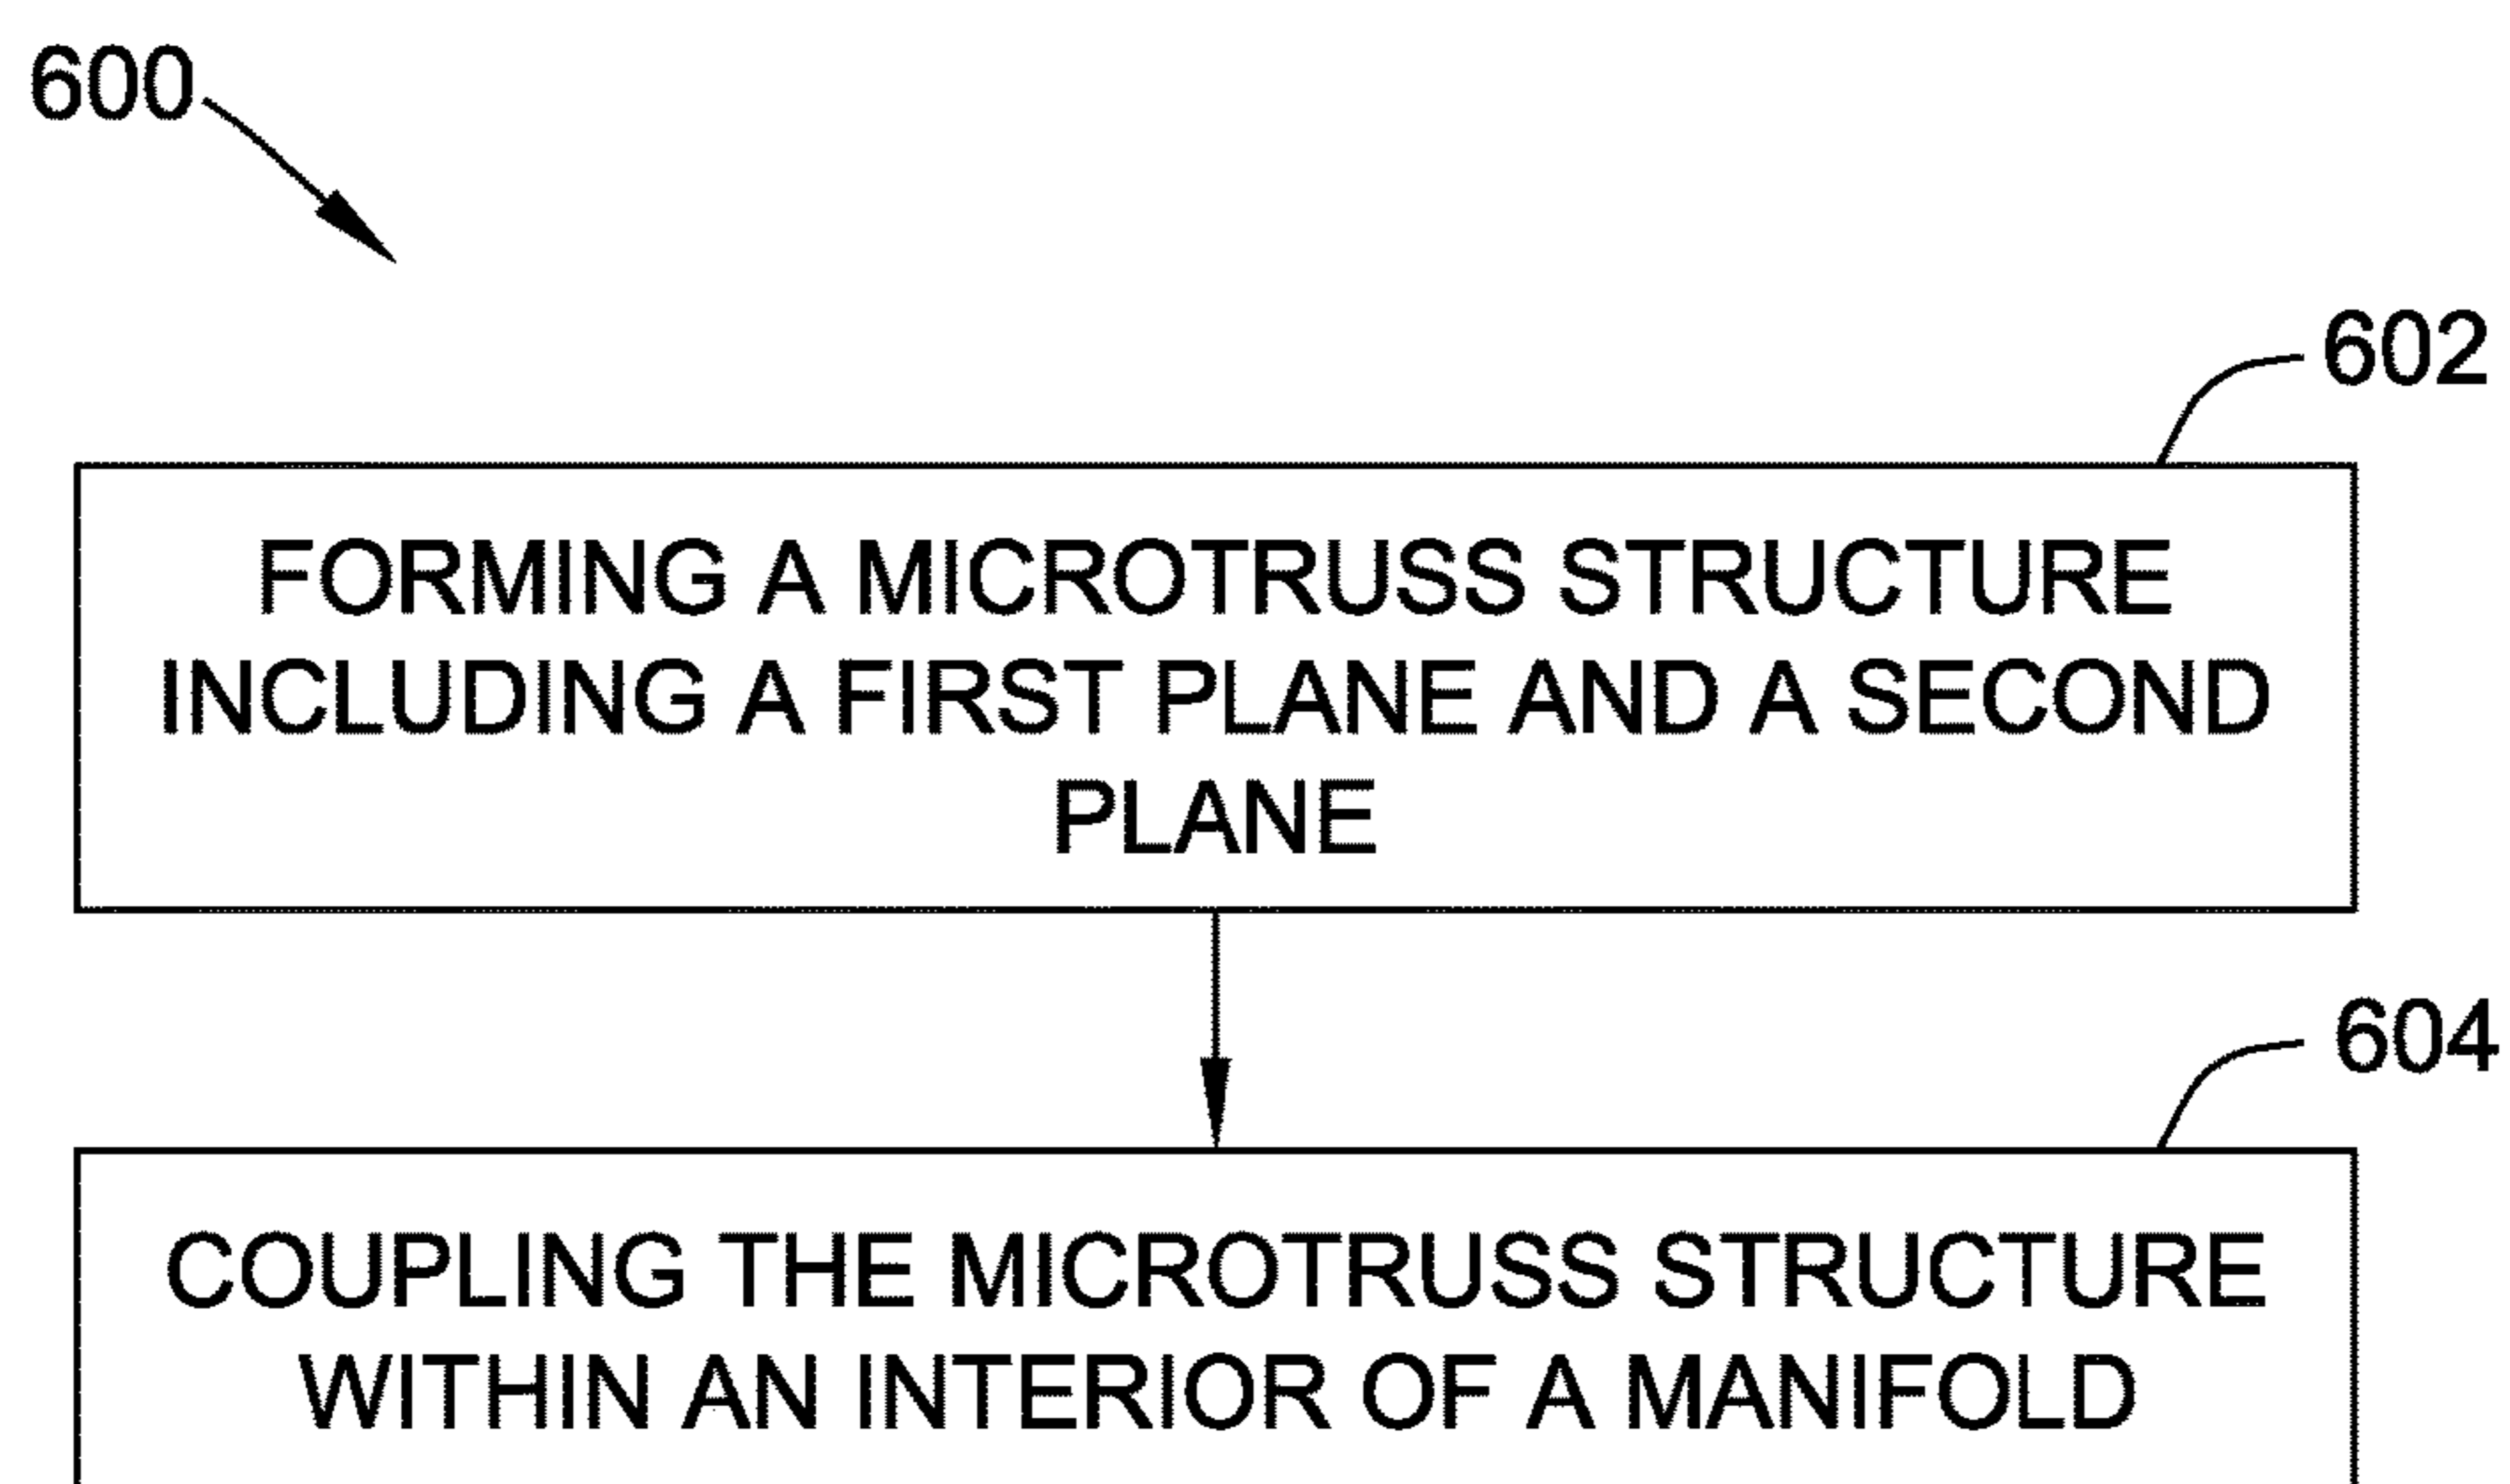 600
602
FORMING A MICROTRUSS STRUCTURE
INCLUDING A FIRST PLANE AND A SECOND
PLANE
604
COUPLING THE MICROTRUSS STRUCTURE
WITHIN AN INTERIOR OF A MANIFOLD